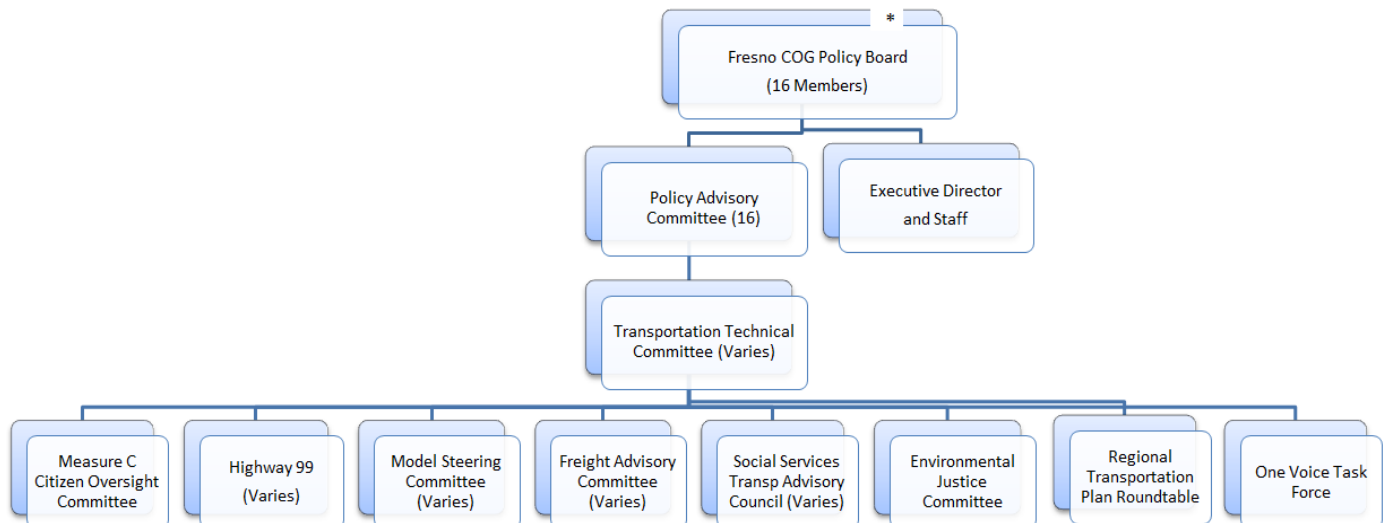 *
Fresno COG Policy Board
(16 Members)
Policy Advisory
Committee (16)
Executive Director
and Staff
Transportation Technical
Committee (Varies)
Measure C
Citizen Oversight
Committee
Highway 99
(Varies)
Model Steering
Committee
(Varies)
Freight Advisory
Committee
(Varies)
Social Services
Transp Advisory
Council (Varies)
Environmental
Justice
Committee
Regional
Transportation
Plan Roundtable
One Voice Task
Force